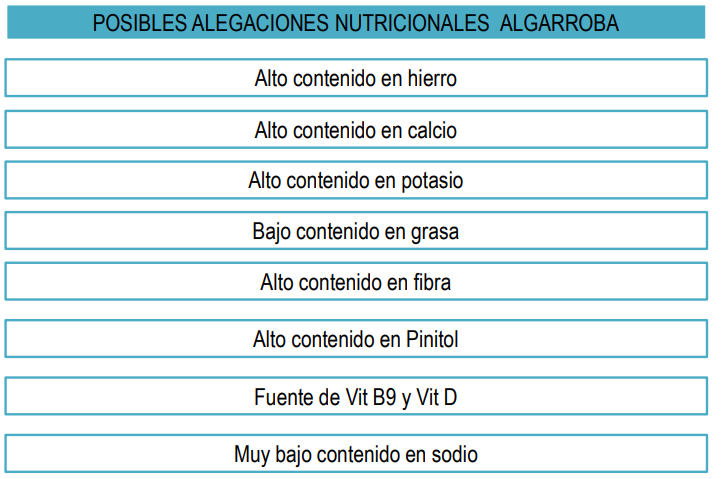 POSIBLES ALEGACIONES NUTRICIONALES ALGARROBA
Alto contenido en hierro
Alto contenido en calcio
Alto contenido en potasio
Bajo contenido en grasa
Alto contenido en fibra
Alto contenido en Pinitol
Fuente de Vit B9 y Vit D
Muy bajo contenido en sodio